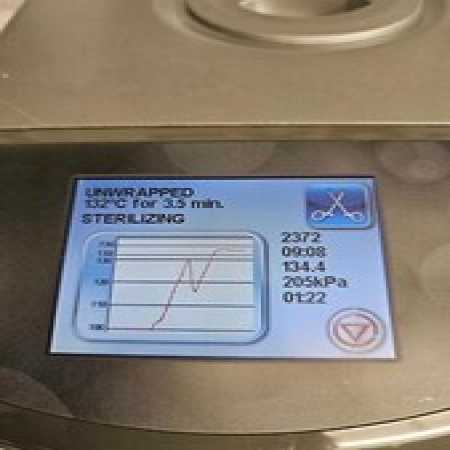 UNWRAPPED
132°C for 3.5 min.
STERILIZING
2372
09:08
134.4
205kPa
01:22